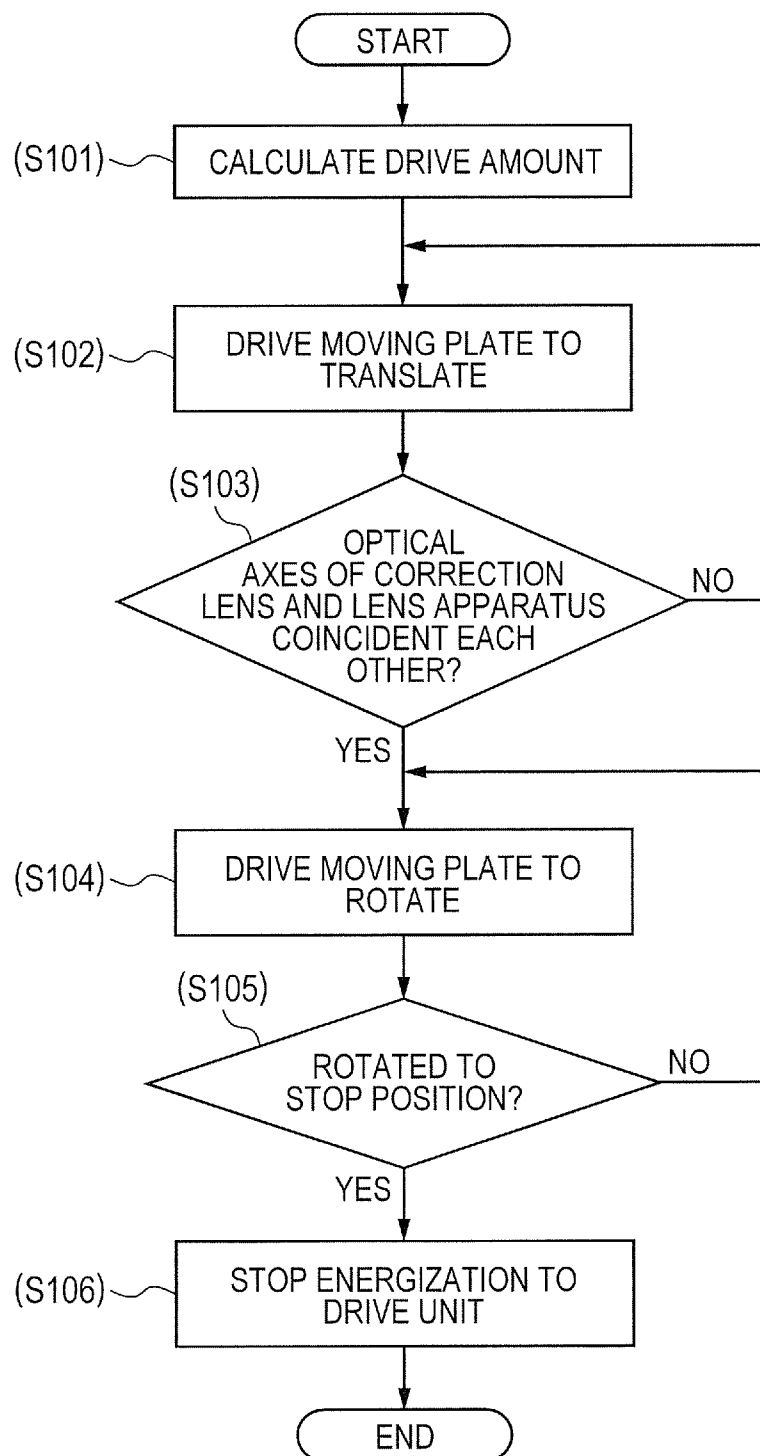 START
(S101)
CALCULATE DRIVE AMOUNT
(S102)
DRIVE MOVING PLATE TO
TRANSLATE
(S103)
OPTICAL
AXES OF CORRECTION
LENS AND LENS APPARATUS
COINCIDENT EACH
OTHER?
NO
YES
(S104)
DRIVE MOVING PLATE TO
ROTATE
(S105)
ROTATED TO
STOP POSITION?
NO
YES
(S106)
STOP ENERGIZATION TO
DRIVE UNIT
END